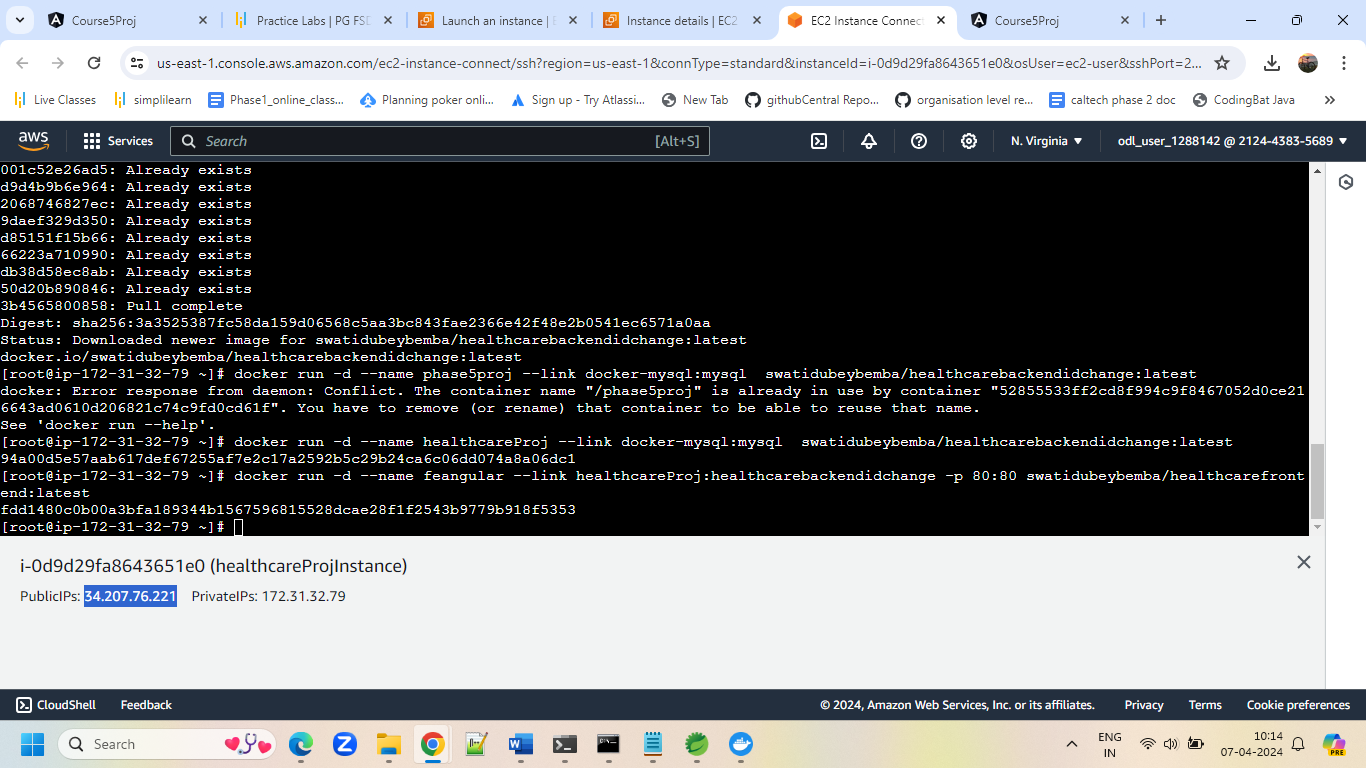 Course5Proj
Practice Labs | PG FSD
Launch an instance | E
Instance details | EC2
EC2 Instance Connect
Course5Proj
us-east-1.console.aws.amazon.com/ec2-instance-connect/ssh?region=us-east-1&connType=standard&instanceId=i-0d9d29fa8643651e0&osUser=ec2-user&sshPort=2...
Live Classes
simplilearn
Phase1_online_class...
Planning poker onli...
Sign up - Try Atlassi...
New Tab
githubCentral Repo...
organisation level re...
caltech phase 2 doc
CodingBat Java
aws
Services
Search
[Alt+S]
N. Virginia
odl_user_1288142 @ 2124-4383-5689
001c52e26ad5: Already exists
d9d4b9b6e964: Already exists
2068746827ec: Already exists
9daef329d350: Already exists
d85151f15b66: Already exists
66223a710990: Already exists
db38d58ec8ab: Already exists
50d20b890846: Already exists
3b4565800858: Pull complete
Digest: sha256:3a3525387fc58da159d06568c5aa3bc843fae2366e42f48e2b0541ec6571a0aa
Status: Downloaded newer image for swatidubeybemba/healthcarebackendidchange:latest
docker.io/swatidubeybemba/healthcarebackendidchange:latest
[root@ip-172-31-32-79 ~]# docker run -d --name phase5proj --link docker-mysql:mysql  swatidubeybemba/healthcarebackendidchange:latest
docker: Error response from daemon: Conflict. The container name "/phase5proj" is already in use by container "52855533ff2cd8f994c9f8467052d0ce21
6643ad0610d206821c74c9fd0cd61f". You have to remove (or rename) that container to be able to reuse that name.
See 'docker run --help'.
[root@ip-172-31-32-79 ~]# docker run -d --name healthcareProj --link docker-mysql:mysql  swatidubeybemba/healthcarebackendidchange:latest
94a00d5e57aab617def67255af7e2c17a2592b5c29b24ca6c06dd074a8a06dc1
[root@ip-172-31-32-79 ~]# docker run -d --name feangular --link healthcareProj:healthcarebackendidchange -p 80:80 swatidubeybemba/healthcarefront
end:latest
fdd1480c0b00a3bfa189344b1567596815528dcae28f1f2543b9779b918f5353
[root@ip-172-31-32-79 ~]#
i-0d9d29fa8643651e0 (healthcareProjInstance)
PublicIPs: 34.207.76.221 PrivateIPs: 172.31.32.79
CloudShell
Feedback
© 2024, Amazon Web Services, Inc. or its affiliates.
Privacy
Terms
Cookie preferences
Search
ENG
IN
10:14
07-04-2024
PRE